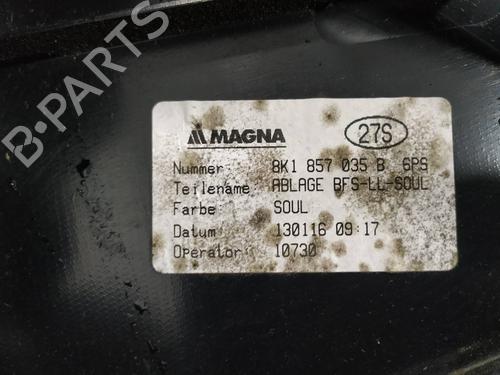 MAGNA
27S
Nummer 8K1 857 035 B 6PS
Teilename ABLAGE BFS-LL-SOUL
Farbe SOUL
Datum 130116 09:17
Operator 10730
B-PARTS